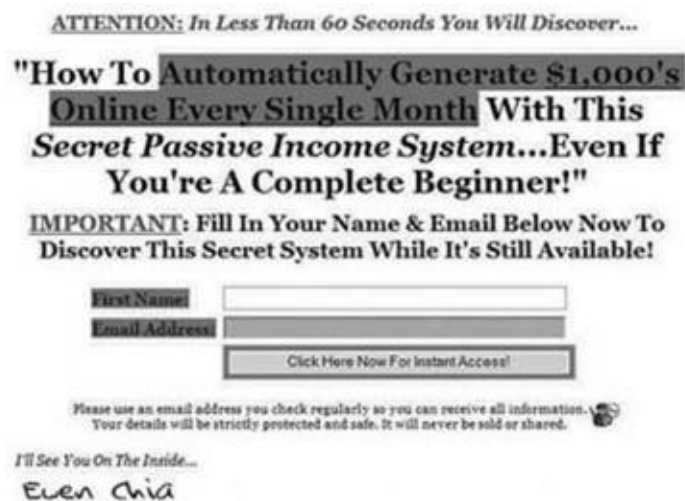 ATTENTION: In Less Than 60 Seconds You Will Discover...
"How To Automatically Generate $1,000's
Online Every Single Month With This
Secret Passive Income System...Even If
You're A Complete Beginner!"
IMPORTANT: Fill In Your Name & Email Below Now To
Discover This Secret System While It's Still Available!
First Name:
Email Address:
Click Here Now For Instant Access!
Please use an email address you check regularly so you can receive all information.
Your details will be strictly protected and safe. It will never be sold or shared.
I'll See You On The Inside...
Ewen Chia